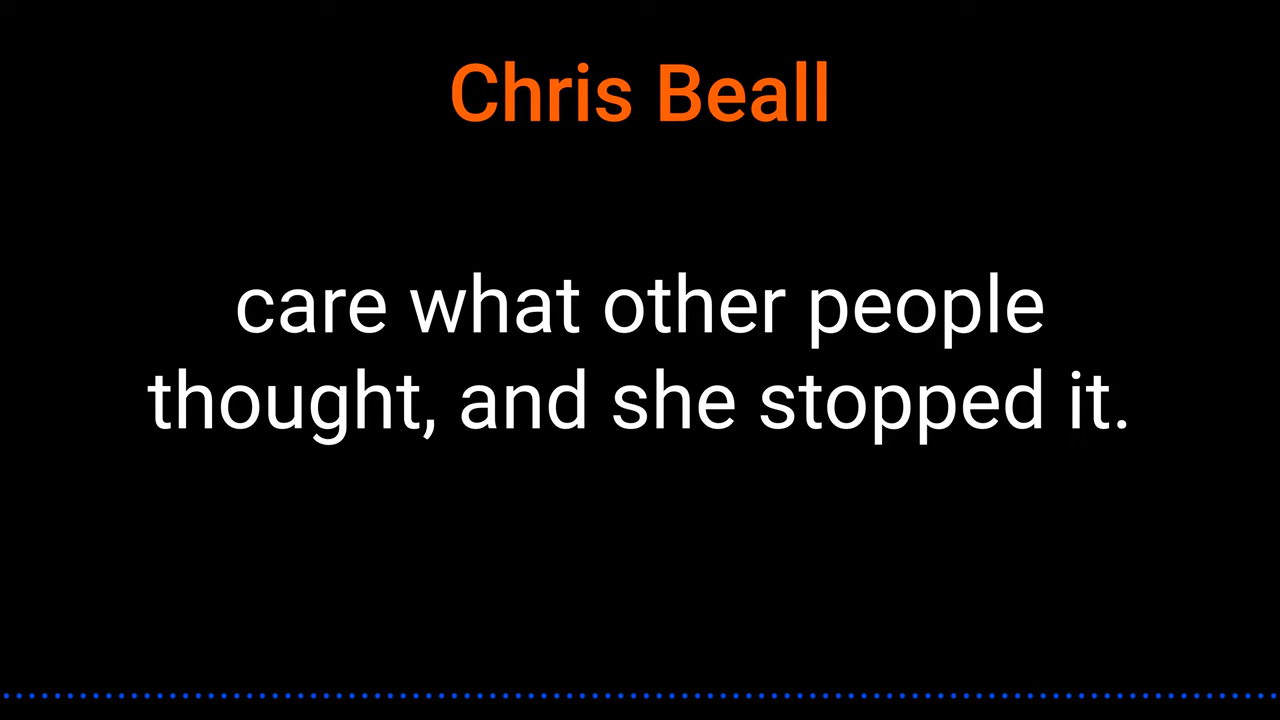 Chris Beall
care what other people
thought, and she stopped it.